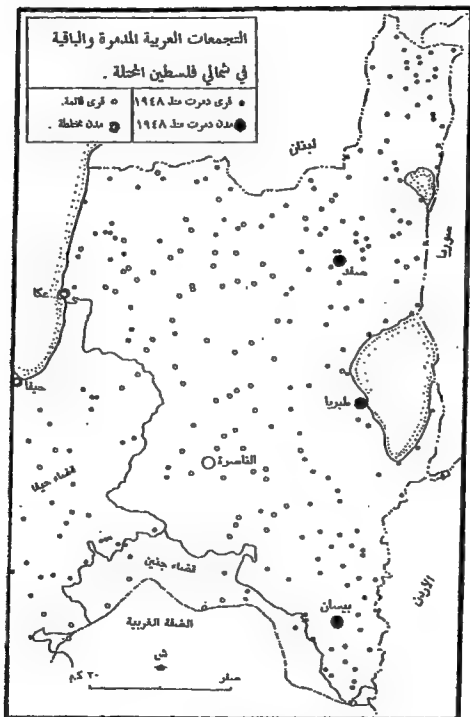 التجمعات العربية المدمرة والباقية
في شمالي فلسطين المحتلة .
قرى دمرت منذ ١٩٤٨
قرى قائمة.
مدن دمرت منذ ١٩٤٨
مدن مختلطة .
لبنان
سوريا
صفد
عكا
حيفا
طبريا
الناصرة
قضاء حيفا
قضاء جنين
الأردن
بيسان
الضفة الغربية
ش
٢٠ ك.م
صفر